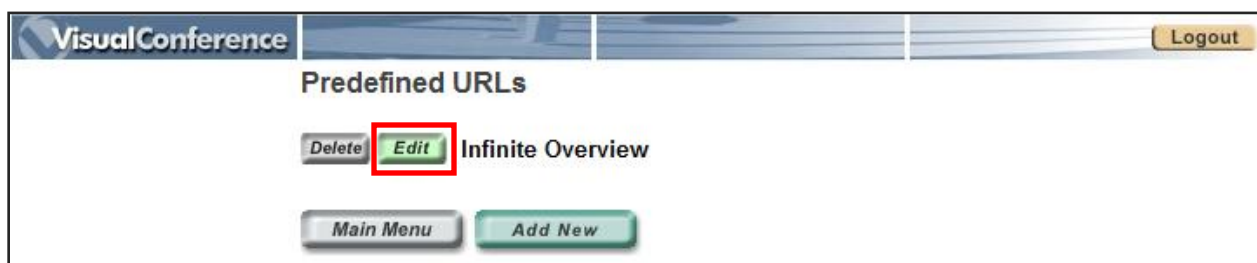 VisualConference
Logout
Predefined URLs
Delete Edit Infinite Overview
Main Menu Add New